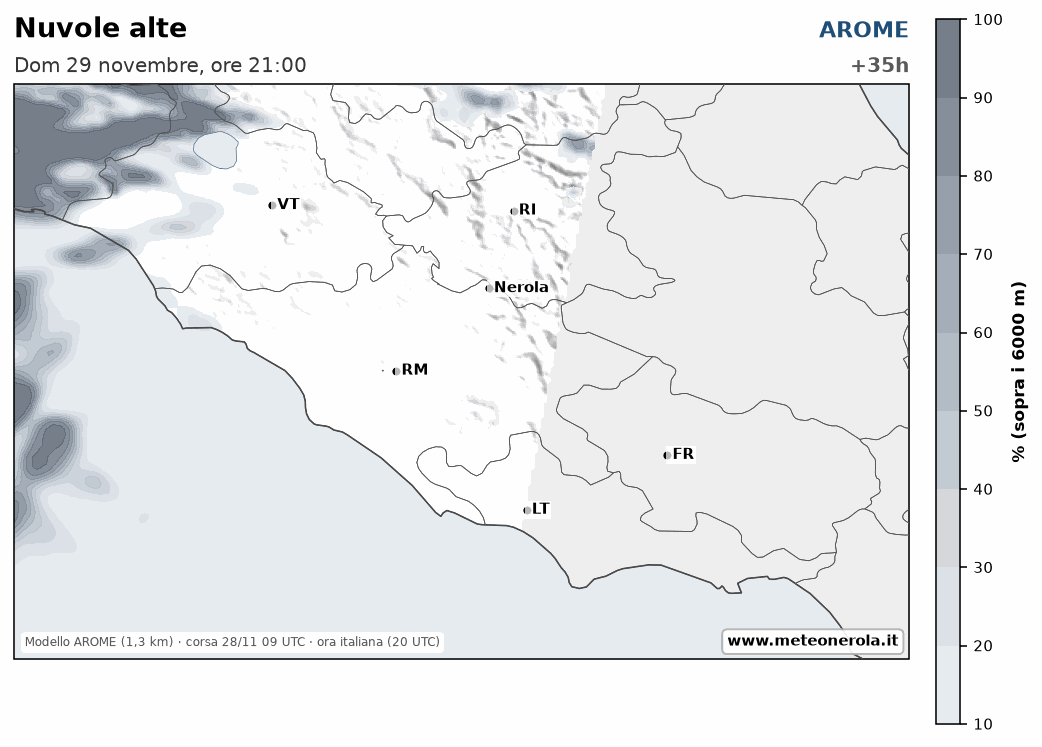 Nuvole alte
AROME
Dom 29 novembre, ore 21:00
+35h
VT
RI
Nerola
RM
FR
LT
Modello AROME (1,3 km) · corsa 28/11 09 UTC · ora italiana (20 UTC)
www.meteonerola.it
100
90
80
70
60
50
40
30
20
10
% (sopra i 6000 m)